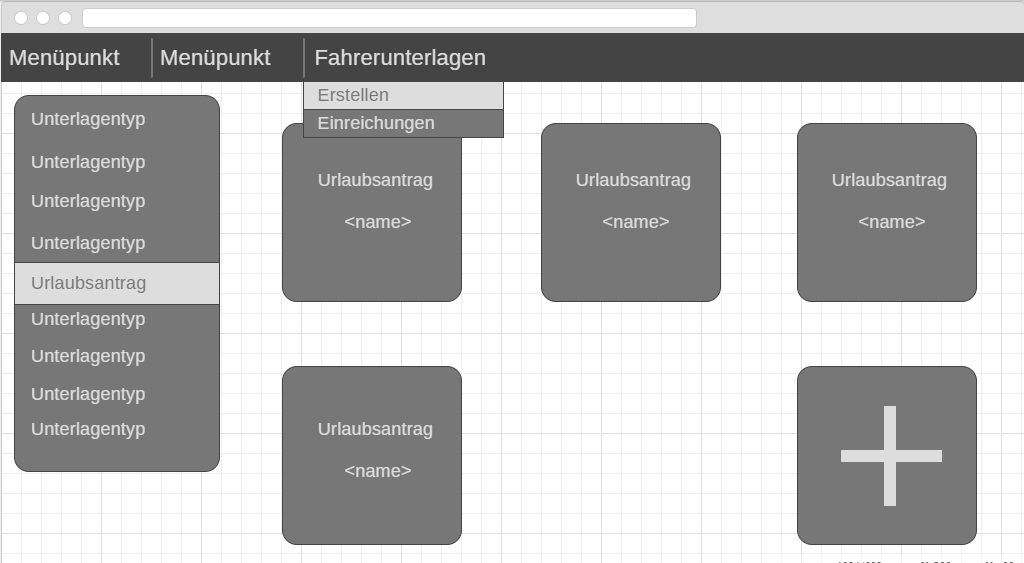 Menüpunkt Menüpunkt Fahrerunterlagen
Erstellen
Einreichungen
Unterlagentyp
Unterlagentyp
Unterlagentyp
Unterlagentyp
Urlaubsantrag
Unterlagentyp
Unterlagentyp
Unterlagentyp
Unterlagentyp
Urlaubsantrag
<name>
Urlaubsantrag
<name>
Urlaubsantrag
<name>
Urlaubsantrag
<name>